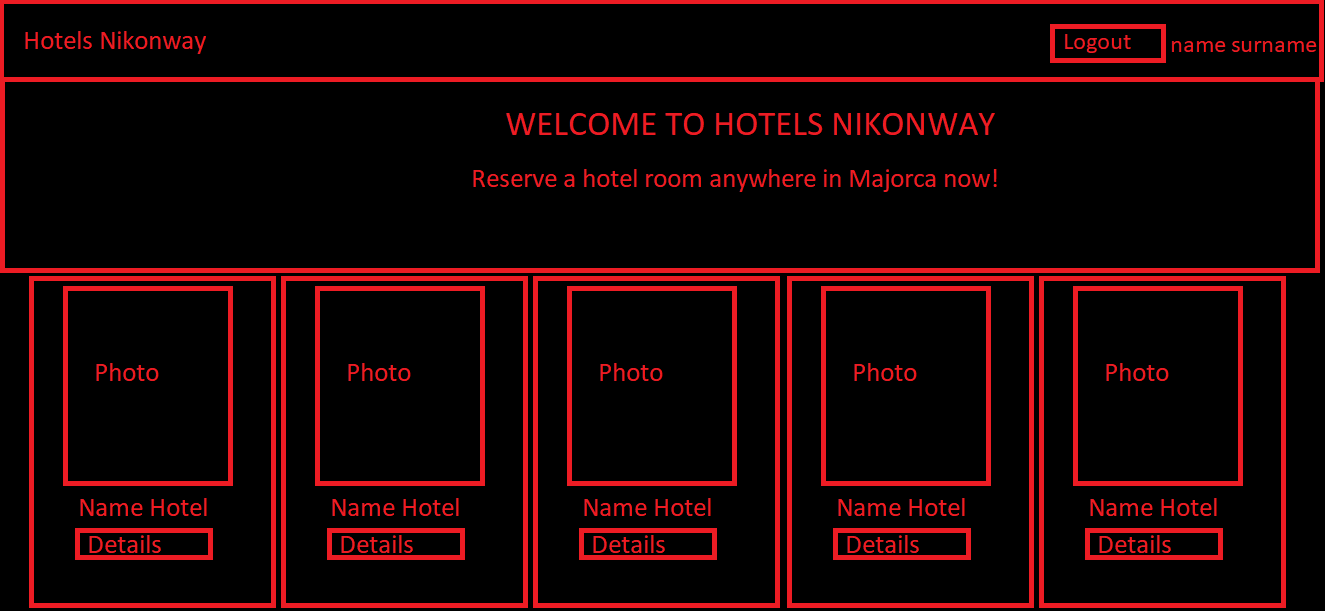 Hotels Nikonway
Logout
name surname
WELCOME TO HOTELS NIKONWAY
Reserve a hotel room anywhere in Majorca now!
Photo
Photo
Photo
Photo
Photo
Name Hotel
Name Hotel
Name Hotel
Name Hotel
Name Hotel
Details
Details
Details
Details
Details